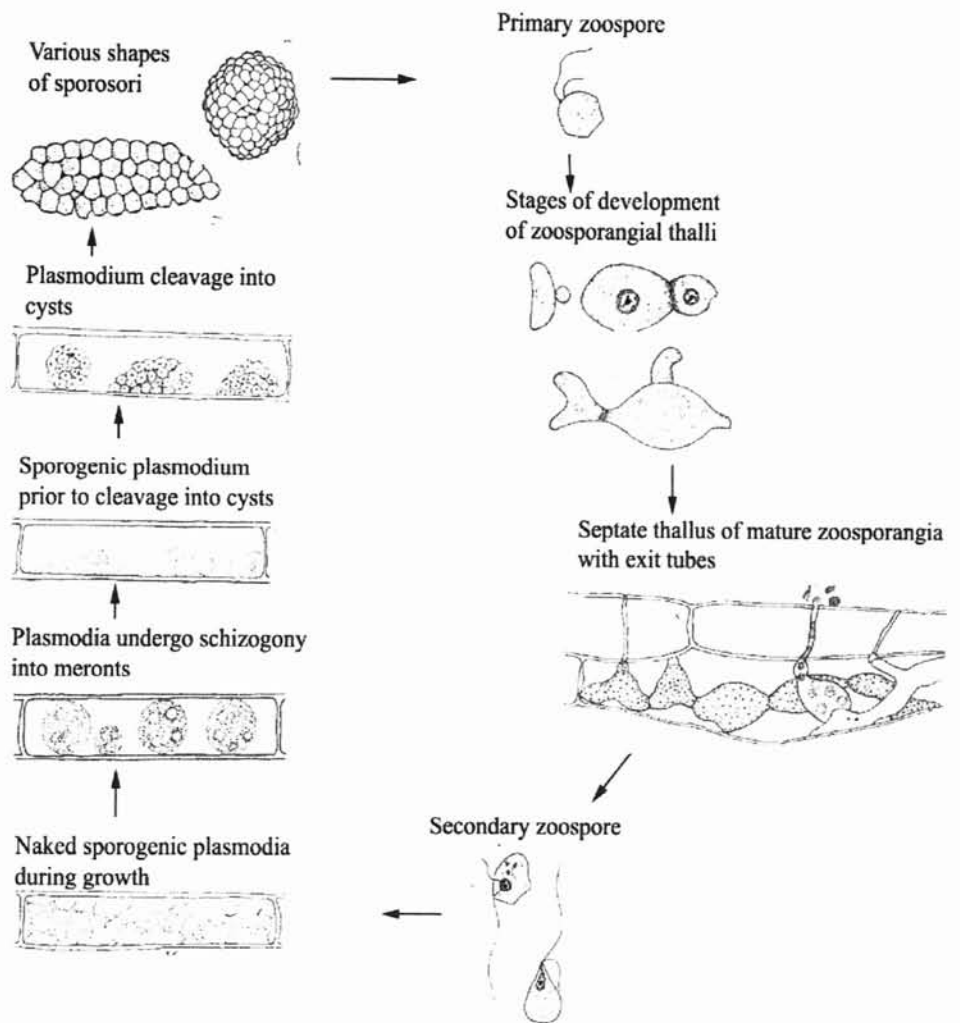 Various shapes
of sporosori
Primary zoospore
Stages of development
of zoosporangial thalli
Septate thallus of mature zoosporangia
with exit tubes
Secondary zoospore
Naked sporogenic plasmodia
during growth
Plasmodia undergo schizogony
into meronts
Sporogenic plasmodium
prior to cleavage into cysts
Plasmodium cleavage into
cysts